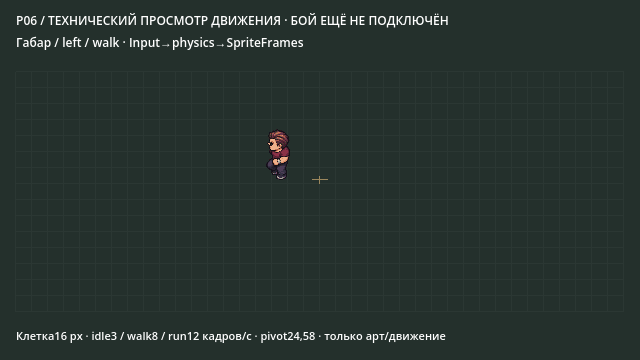 P06 / ТЕХНИЧЕСКИЙ ПРОСМОТР ДВИЖЕНИЯ · БОЙ ЕЩЁ НЕ ПОДКЛЮЧЁН
Габар / left / walk · Input→physics→SpriteFrames
Клетка16 px · idle3 / walk8 / run12 кадров/с · pivot24,58 · только арт/движение